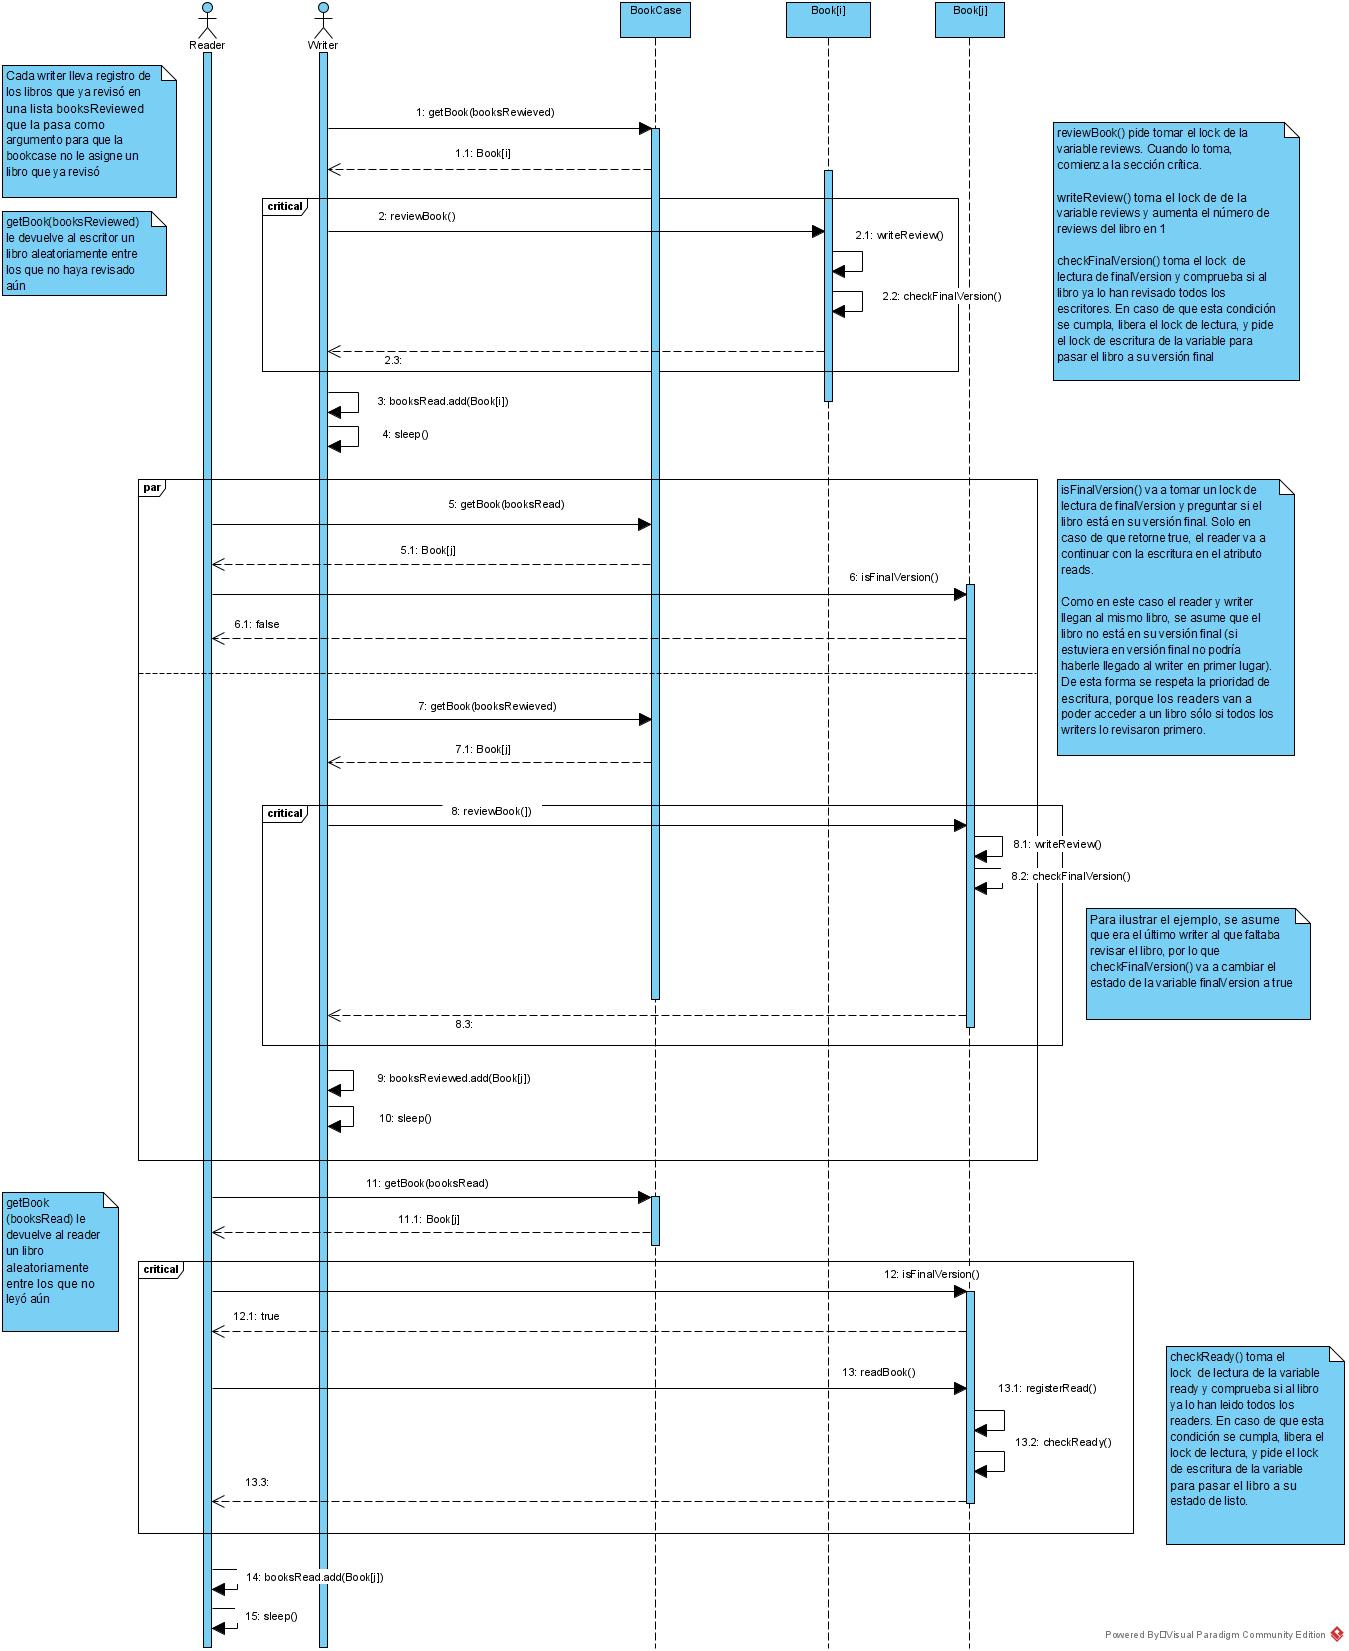 Reader
Writer
BookCase
Book[i]
Book[j]
Cada writer lleva registro de
los libros que ya revisó en
una lista booksReviewed
que la pasa como
argumento para que la
bookcase no le asigne un
libro que ya revisó
getBook(booksReviewed)
le devuelve al escritor un
libro aleatoriamente entre
los que no haya revisado
aún
1: getBook(booksRewieved)
1.1: Book[i]
critical
2: reviewBook()
2.1: writeReview()
2.2: checkFinalVersion()
2.3:
3: booksRead.add(Book[i])
4: sleep()
reviewBook() pide tomar el lock de la
variable reviews. Cuando lo toma,
comienza la sección crítica.
writeReview() toma el lock de de la
variable reviews y aumenta el número de
reviews del libro en 1
checkFinalVersion() toma el lock  de
lectura de finalVersion y comprueba si al
libro ya lo han revisado todos los
escritores. En caso de que esta condición
se cumpla, libera el lock de lectura, y pide
el lock de escritura de la variable para
pasar el libro a su versión final
par
5: getBook(booksRead)
5.1: Book[j]
6: isFinalVersion()
6.1: false
isFinalVersion() va a tomar un lock de
lectura de finalVersion y preguntar si el
libro está en su versión final. Solo en
caso de que retorne true, el reader va a
continuar con la escritura en el atributo
reads.
Como en este caso el reader y writer
llegan al mismo libro, se asume que el
libro no está en su versión final (si
estuviera en versión final no podría
haberle llegado al writer en primer lugar).
De esta forma se respeta la prioridad de
escritura, porque los readers van a
poder acceder a un libro sólo si todos los
writers lo revisaron primero.
7: getBook(booksRewieved)
7.1: Book[j]
critical
8: reviewBook(])
8.1: writeReview()
8.2: checkFinalVersion()
8.3:
Para ilustrar el ejemplo, se asume
que era el último writer al que faltaba
revisar el libro, por lo que
checkFinalVersion() va a cambiar el
estado de la variable finalVersion a true
9: booksReviewed.add(Book[j])
10: sleep()
11: getBook(booksRead)
11.1: Book[j]
getBook
(booksRead) le
devuelve al reader
un libro
aleatoriamente
entre los que no
leyó aún
critical
12: isFinalVersion()
12.1: true
13: readBook()
13.1: registerRead()
13.2: checkReady()
13.3:
checkReady() toma el
lock  de lectura de la variable
ready y comprueba si al libro
ya lo han leido todos los
readers. En caso de que esta
condición se cumpla, libera el
lock de lectura, y pide el lock
de escritura de la variable
para pasar el libro a su
estado de listo.
14: booksRead.add(Book[j])
15: sleep()
Powered By Visual Paradigm Community Edition